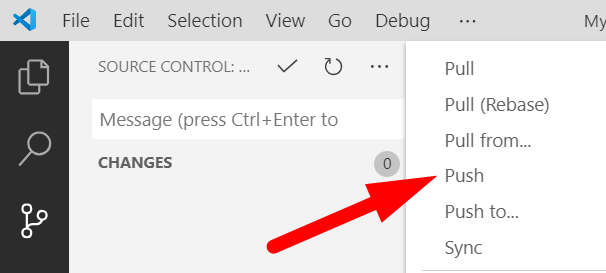 File Edit Selection View Go Debug ··· My
SOURCE CONTROL: ... ···
Message (press Ctrl+Enter to
CHANGES 0
Pull
Pull (Rebase)
Pull from...
Push
Push to...
Sync